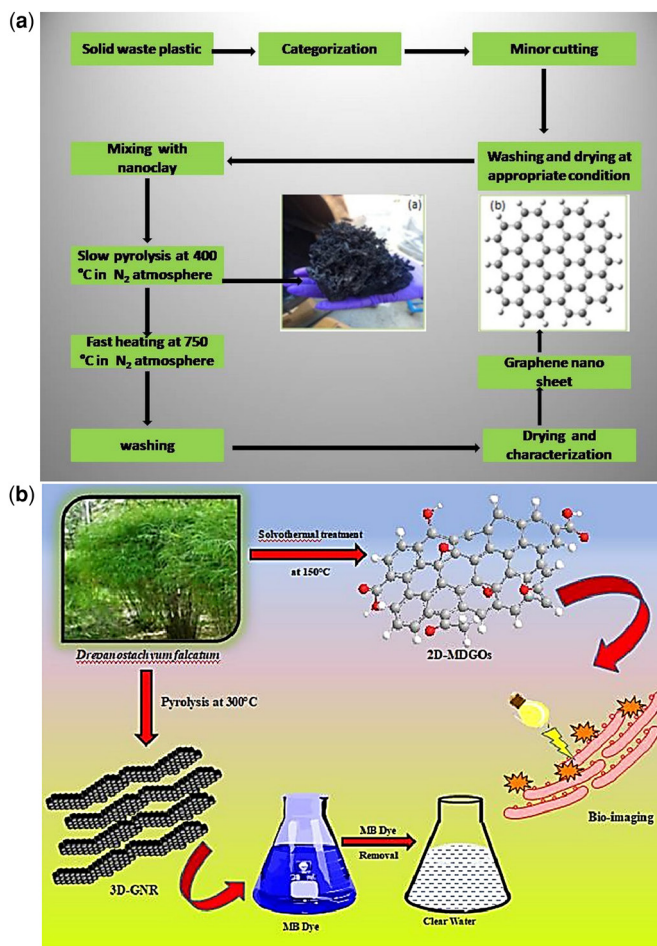 (a)
Solid waste plastic
Categorization
Minor cutting
Mixing with
nanoclay
Washing and drying at
appropriate condition
(a)
(b)
Slow pyrolysis at 400
°C in N₂ atmosphere
Fast heating at 750
°C in N₂ atmosphere
Graphene nano
sheet
washing
Drying and
characterization
(b)
Solvothermal treatment
at 150°C
Drepanostachyum falcatum
2D-MDGOs
Pyrolysis at 300°C
Bio-imaging
3D-GNR
MB Dye
Removal
MB Dye
Clear Water